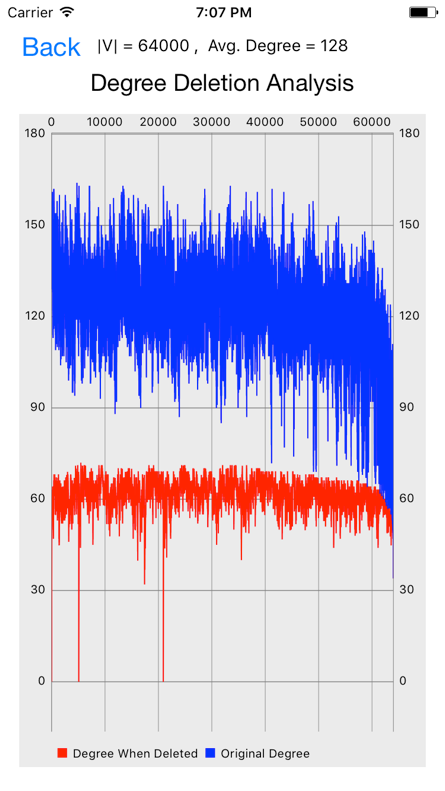 Carrier 7:07 PM
Back |V| = 64000 , Avg. Degree = 128
Degree Deletion Analysis
0 10000 20000 30000 40000 50000 60000
180 180
150 150
120 120
90 90
60 60
30 30
0 0
Degree When Deleted Original Degree